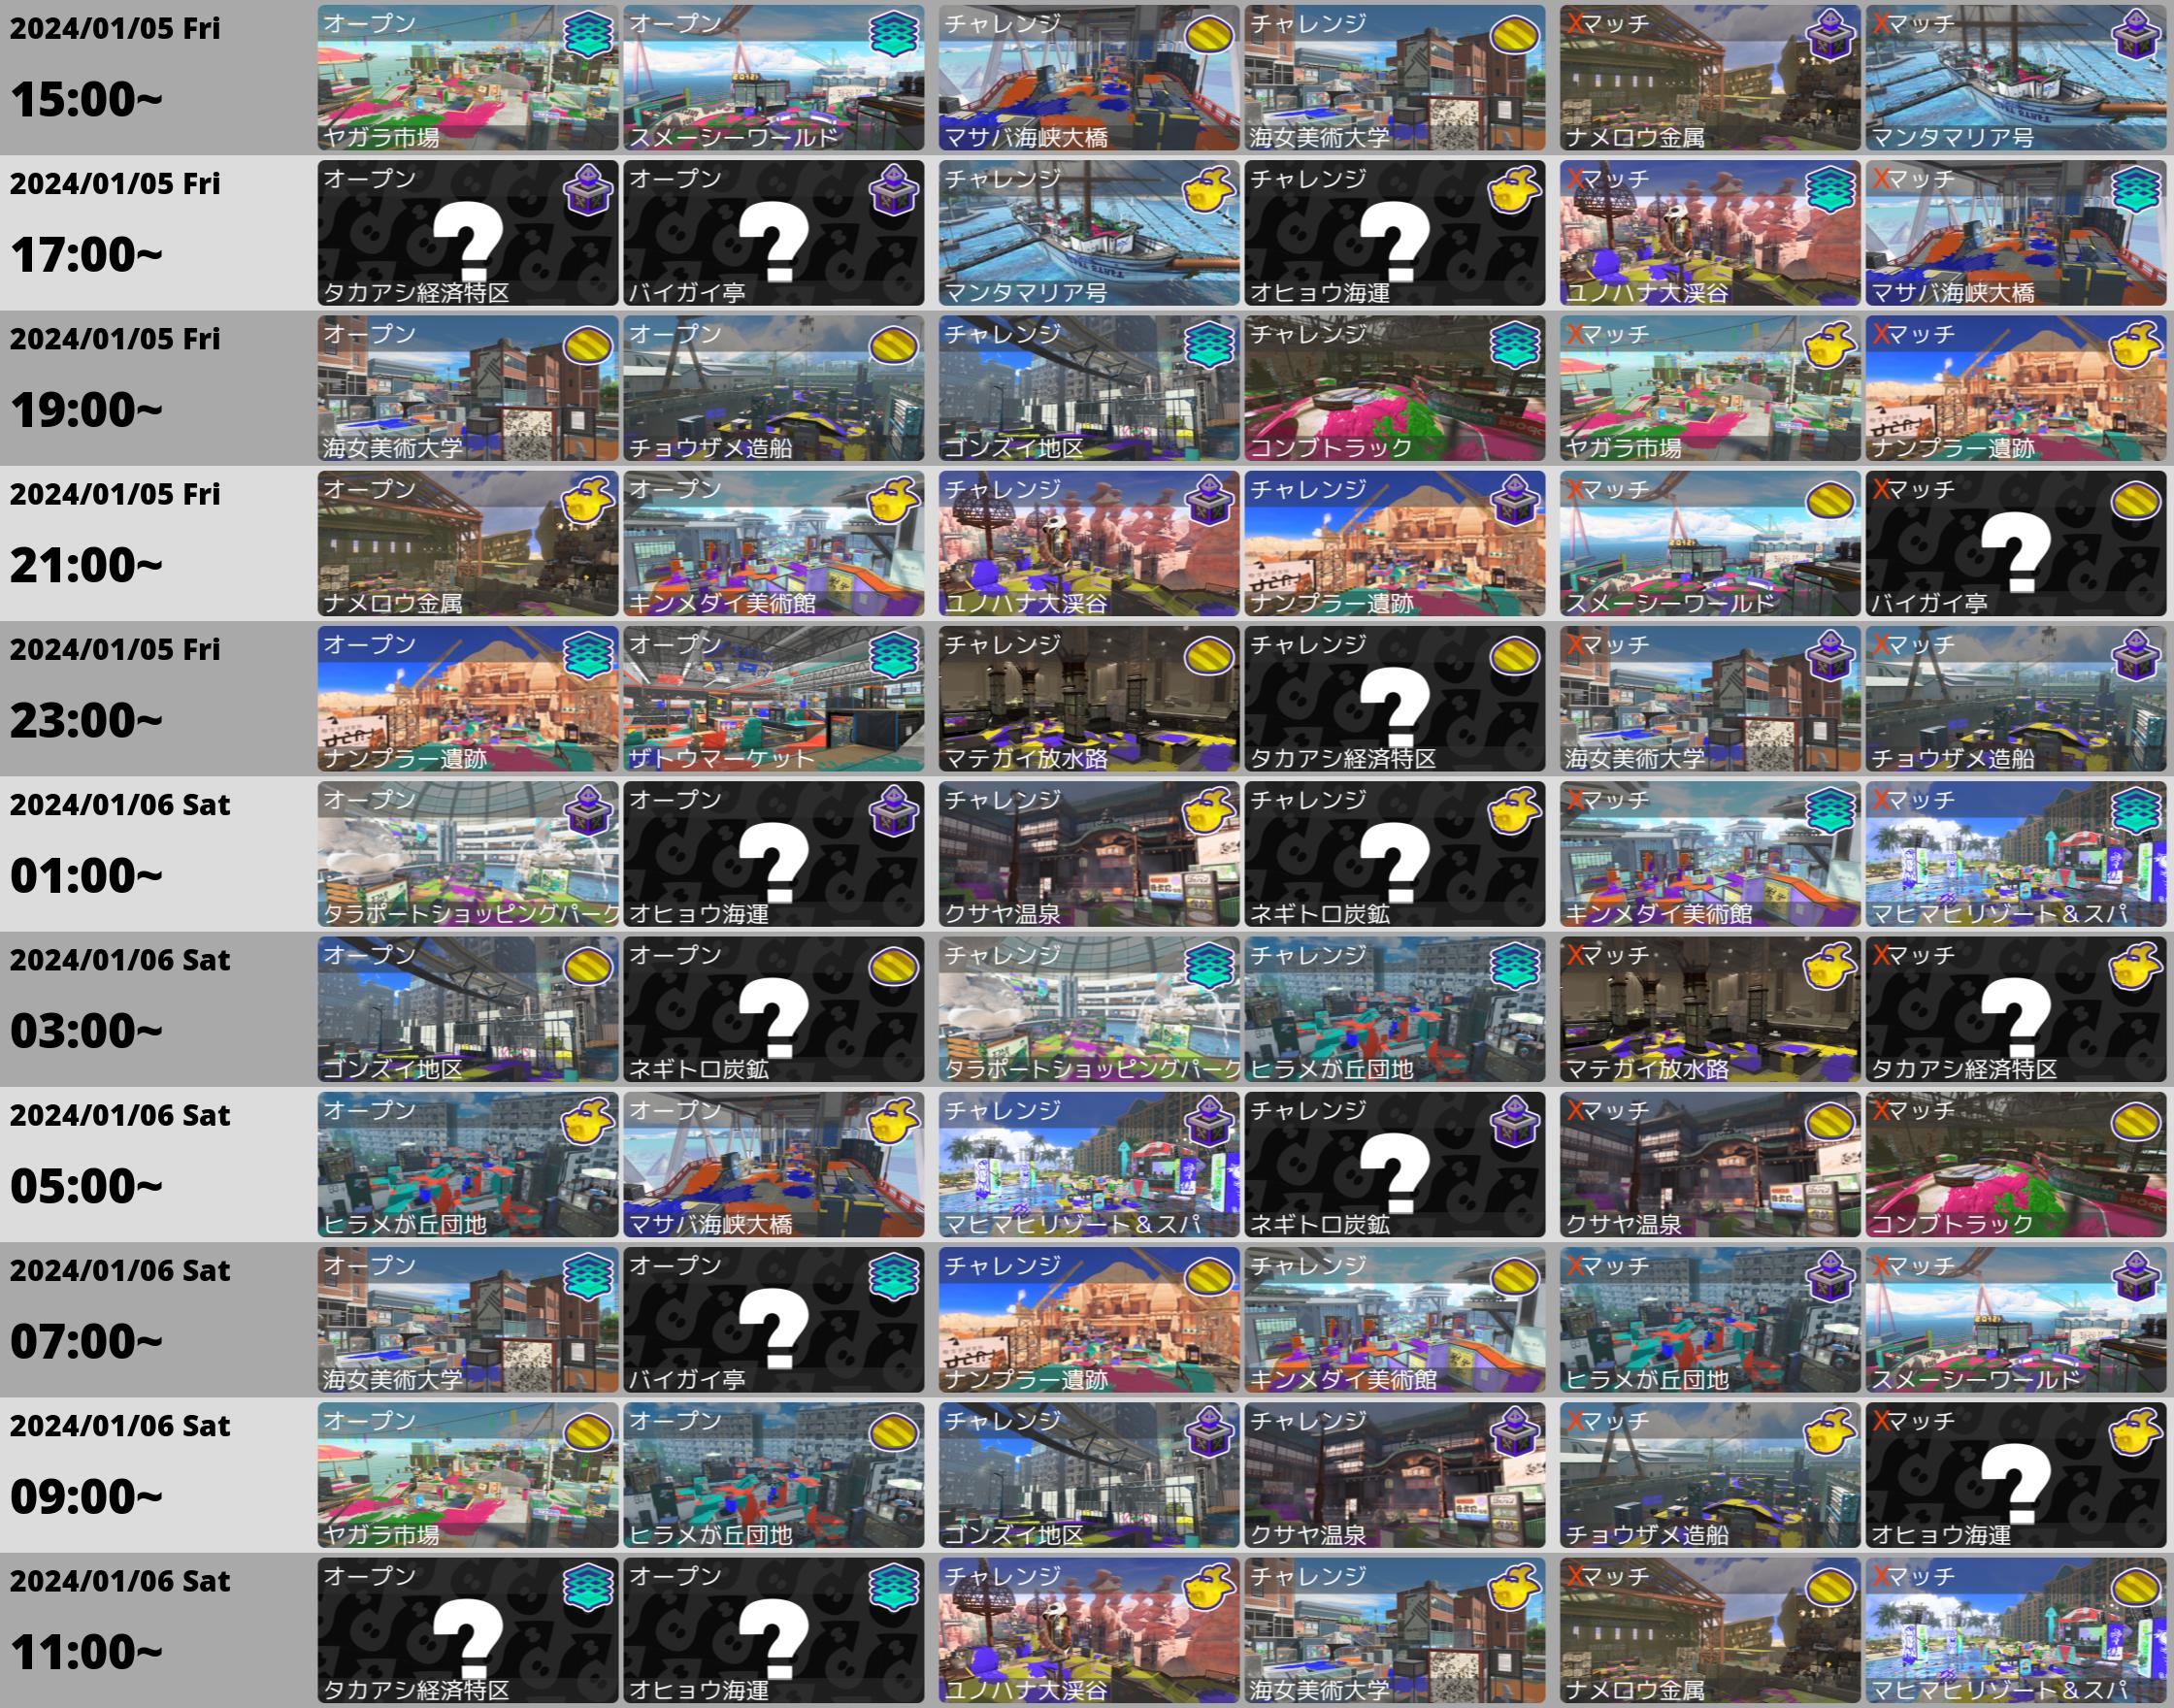 2024/01/05 Fri
15:00~
オープン
ヤガラ市場
オープン
スメーシーワールド
チャレンジ
マサバ海峡大橋
チャレンジ
海女美術大学
Xマッチ
ナメロウ金属
Xマッチ
マンタマリア号
2024/01/05 Fri
17:00~
オープン
タカアシ経済特区
オープン
バイガイ亭
チャレンジ
マンタマリア号
チャレンジ
オヒョウ海運
Xマッチ
ユノハナ大渓谷
Xマッチ
マサバ海峡大橋
2024/01/05 Fri
19:00~
オープン
海女美術大学
オープン
チョウザメ造船
チャレンジ
ゴンズイ地区
チャレンジ
コンブトラック
Xマッチ
ヤガラ市場
Xマッチ
ナンプラー遺跡
2024/01/05 Fri
21:00~
オープン
ナメロウ金属
オープン
キンメダイ美術館
チャレンジ
ユノハナ大渓谷
チャレンジ
ナンプラー遺跡
Xマッチ
スメーシーワールド
Xマッチ
バイガイ亭
2024/01/05 Fri
23:00~
オープン
ナンプラー遺跡
オープン
ザトウマーケット
チャレンジ
マテガイ放水路
チャレンジ
タカアシ経済特区
Xマッチ
海女美術大学
Xマッチ
チョウザメ造船
2024/01/06 Sat
01:00~
オープン
タラポートショッピングパーク
オープン
オヒョウ海運
チャレンジ
クサヤ温泉
チャレンジ
ネギトロ炭鉱
Xマッチ
キンメダイ美術館
Xマッチ
マヒマヒリゾート＆スパ
2024/01/06 Sat
03:00~
オープン
ゴンズイ地区
オープン
ネギトロ炭鉱
チャレンジ
タラポートショッピングパーク
チャレンジ
ヒラメが丘団地
Xマッチ
マテガイ放水路
Xマッチ
タカアシ経済特区
2024/01/06 Sat
05:00~
オープン
ヒラメが丘団地
オープン
マサバ海峡大橋
チャレンジ
マヒマヒリゾート＆スパ
チャレンジ
ネギトロ炭鉱
Xマッチ
クサヤ温泉
Xマッチ
コンブトラック
2024/01/06 Sat
07:00~
オープン
海女美術大学
オープン
バイガイ亭
チャレンジ
ナンプラー遺跡
チャレンジ
キンメダイ美術館
Xマッチ
ヒラメが丘団地
Xマッチ
スメーシーワールド
2024/01/06 Sat
09:00~
オープン
ヤガラ市場
オープン
ヒラメが丘団地
チャレンジ
ゴンズイ地区
チャレンジ
クサヤ温泉
Xマッチ
チョウザメ造船
Xマッチ
オヒョウ海運
2024/01/06 Sat
11:00~
オープン
タカアシ経済特区
オープン
オヒョウ海運
チャレンジ
ユノハナ大渓谷
チャレンジ
海女美術大学
Xマッチ
ナメロウ金属
Xマッチ
マヒマヒリゾート＆スパ